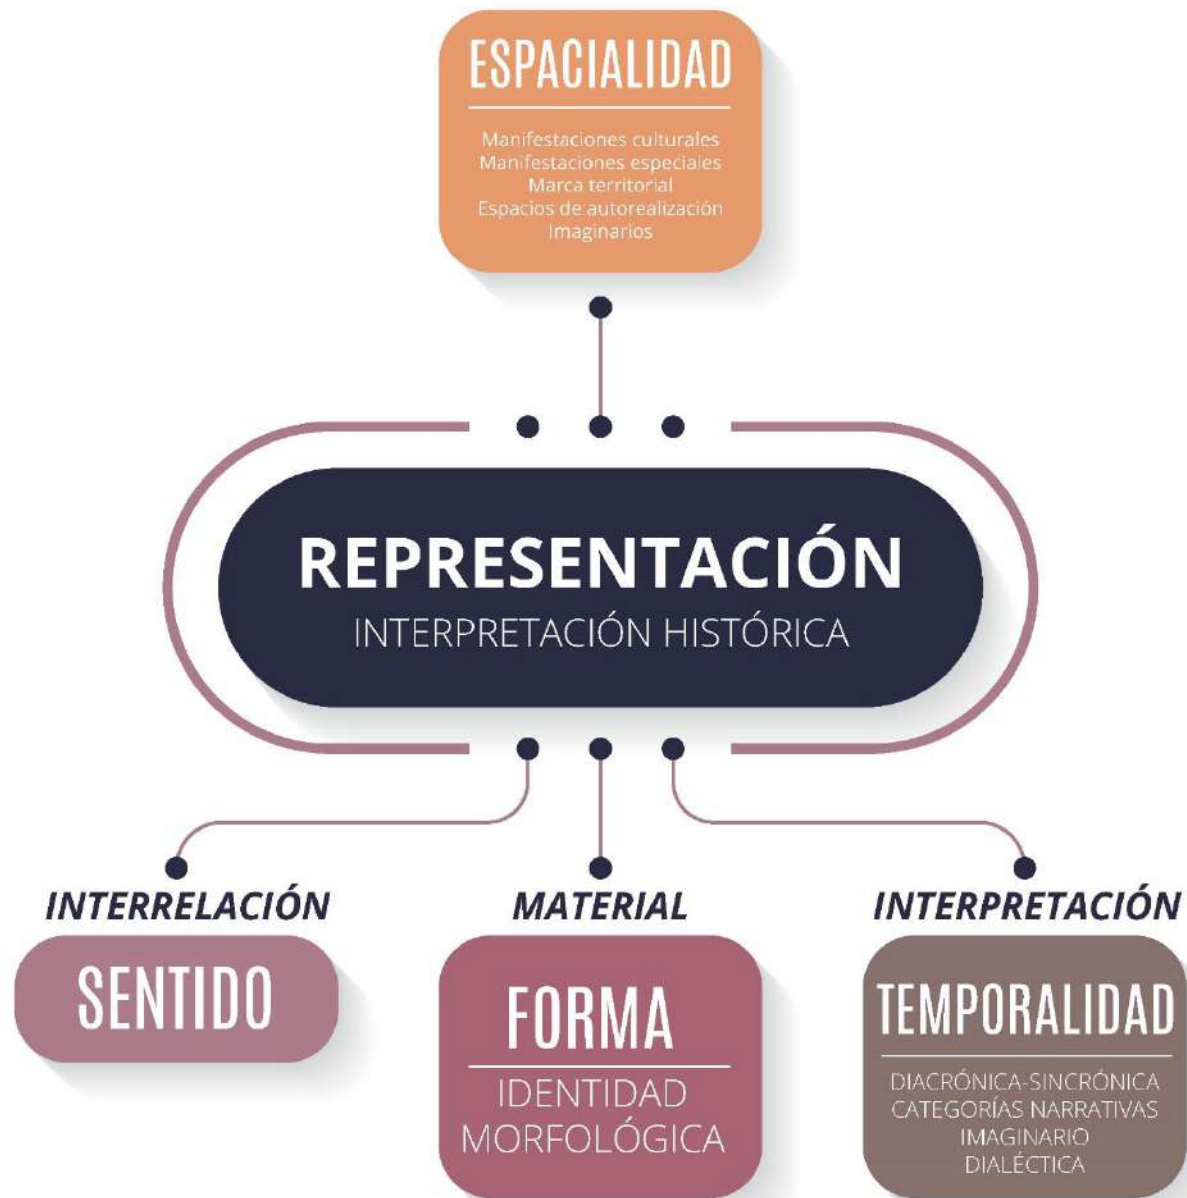 ESPACIALIDAD
Manifestaciones culturales
Manifestaciones especiales
Marca territorial
Espacios de autorealización
Imaginarios
REPRESENTACIÓN
INTERPRETACIÓN HISTÓRICA
INTERRELACIÓN
SENTIDO
MATERIAL
FORMA
IDENTIDAD
MORFOLÓGICA
INTERPRETACIÓN
TEMPORALIDAD
DIACRÓNICA-SINCRÓNICA
CATEGORÍAS NARRATIVAS
IMAGINARIO
DIALÉCTICA